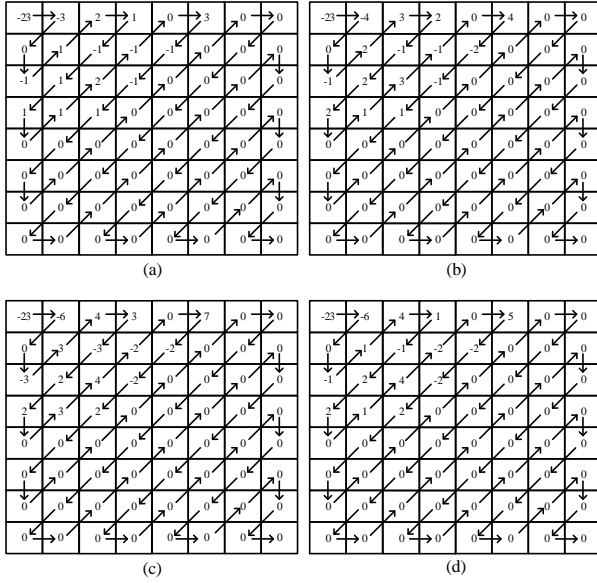 -23 -3 2 1 0 3 0 0
0 1 -1 -1 -1 0 0 0
-1 1 2 -1 0 0 0 0
1 1 1 0 0 0 0 0
0 0 0 0 0 0 0 0
0 0 0 0 0 0 0 0
0 0 0 0 0 0 0 0
0 0 0 0 0 0 0 0
(a)
-23 -4 3 2 0 4 0 0
0 2 -1 -1 -2 0 0 0
-1 2 3 -1 0 0 0 0
2 1 1 0 0 0 0 0
0 0 0 0 0 0 0 0
0 0 0 0 0 0 0 0
0 0 0 0 0 0 0 0
0 0 0 0 0 0 0 0
(b)
-23 -6 4 3 0 7 0 0
0 3 -3 -2 -2 0 0 0
-3 2 4 -2 0 0 0 0
2 3 2 0 0 0 0 0
0 0 0 0 0 0 0 0
0 0 0 0 0 0 0 0
0 0 0 0 0 0 0 0
0 0 0 0 0 0 0 0
(c)
-23 -6 4 1 0 5 0 0
0 1 -1 -2 -2 0 0 0
-1 2 4 -2 0 0 0 0
2 1 2 0 0 0 0 0
0 0 0 0 0 0 0 0
0 0 0 0 0 0 0 0
0 0 0 0 0 0 0 0
0 0 0 0 0 0 0 0
(d)